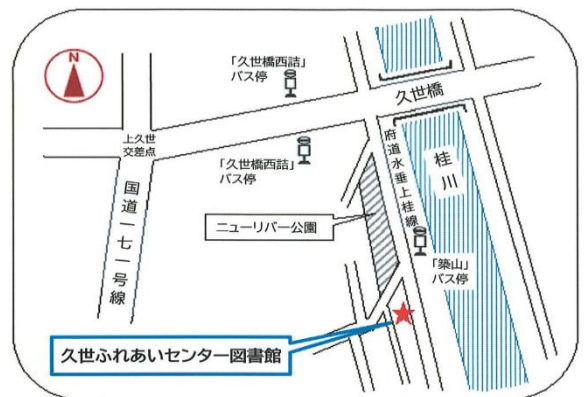 N
「久世橋西詰」
バス停
久世橋
上久世
交差点
「久世橋西詰」
バス停
府道水垂上桂線
桂川
国道一七一号線
ニューリバー公園
「築山」
バス停
久世ふれあいセンター図書館